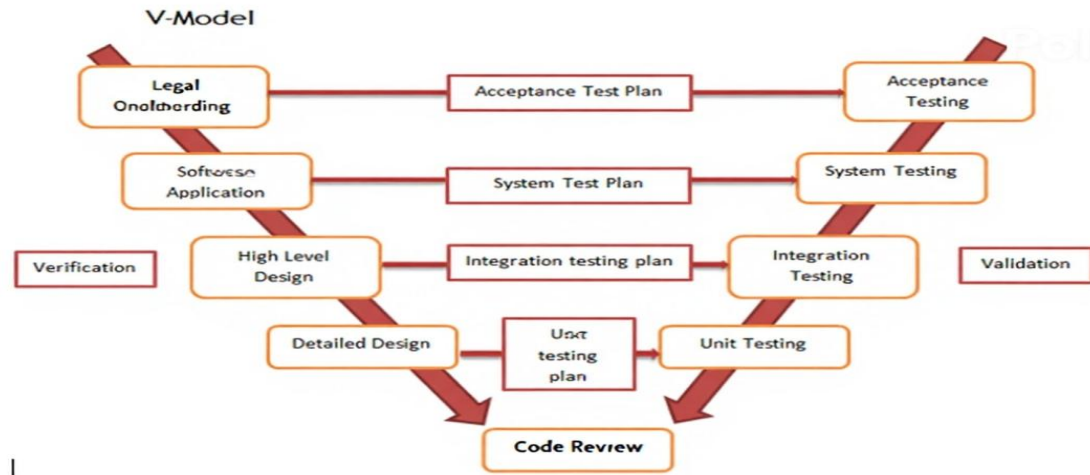 V-Model
Legal
Acceptance Test Plan
Acceptance
Testing
Application
System Test Plan
System Testing
Verification
High Level
Design
Integration testing plan
Integration
Testing
Validation
Detailed Design
testing
plan
Unit Testing
Code Review